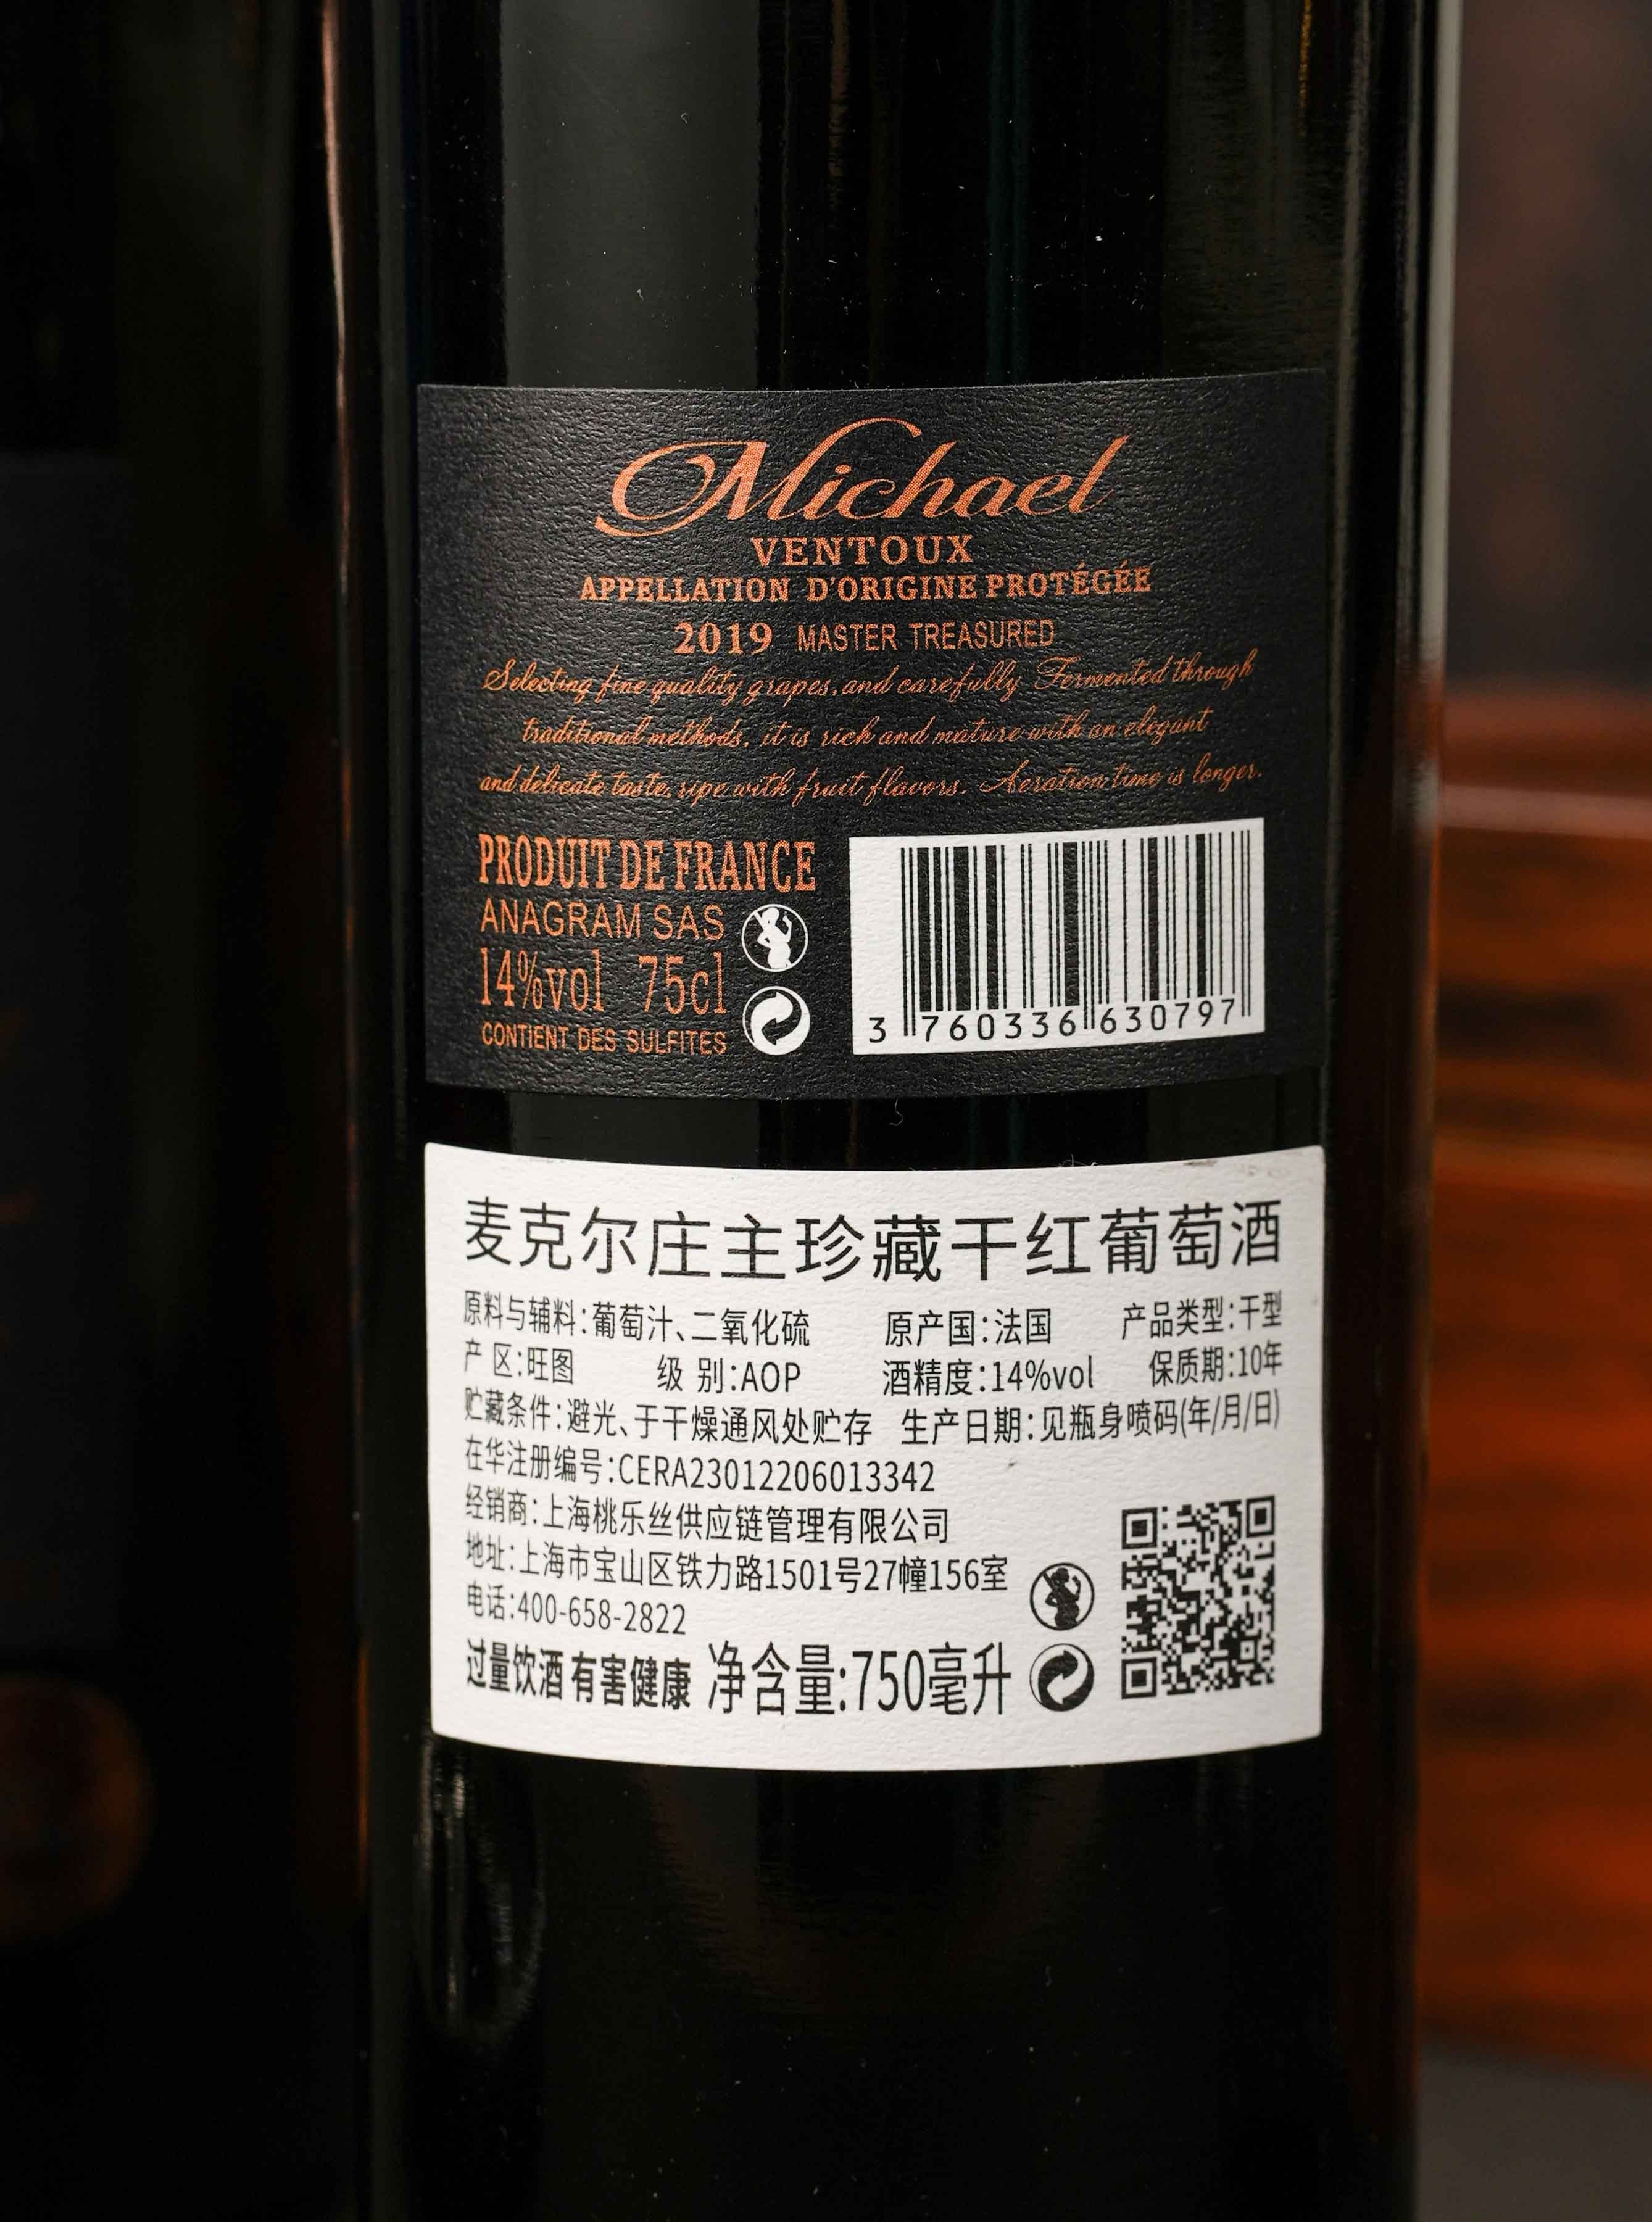 Michael
VENTOUX
APPELLATION D'ORIGINE PROTÉGÉE
2019 MASTER TREASURED
Selecting fine quality grapes, and carefully Fermented through
traditional methods, it is rich and mature with an elegant
and delicate taste, ripe with fruit flavors. Aeration time is longer.
PRODUIT DE FRANCE
ANAGRAM SAS
14%vol 75cl
CONTIENT DES SULFITES
3 760336 630797
麦克尔庄主珍藏干红葡萄酒
原料与辅料:葡萄汁、二氧化硫 原产国:法国 产品类型:干型
产 区:旺图 级 别:AOP 酒精度:14%vol 保质期:10年
贮藏条件:避光、于干燥通风处贮存 生产日期:见瓶身喷码(年/月/日)
在华注册编号:CERA23012206013342
经销商:上海桃乐丝供应链管理有限公司
地址:上海市宝山区铁力路1501号27幢156室
电话:400-658-2822
过量饮酒 有害健康 净含量:750毫升